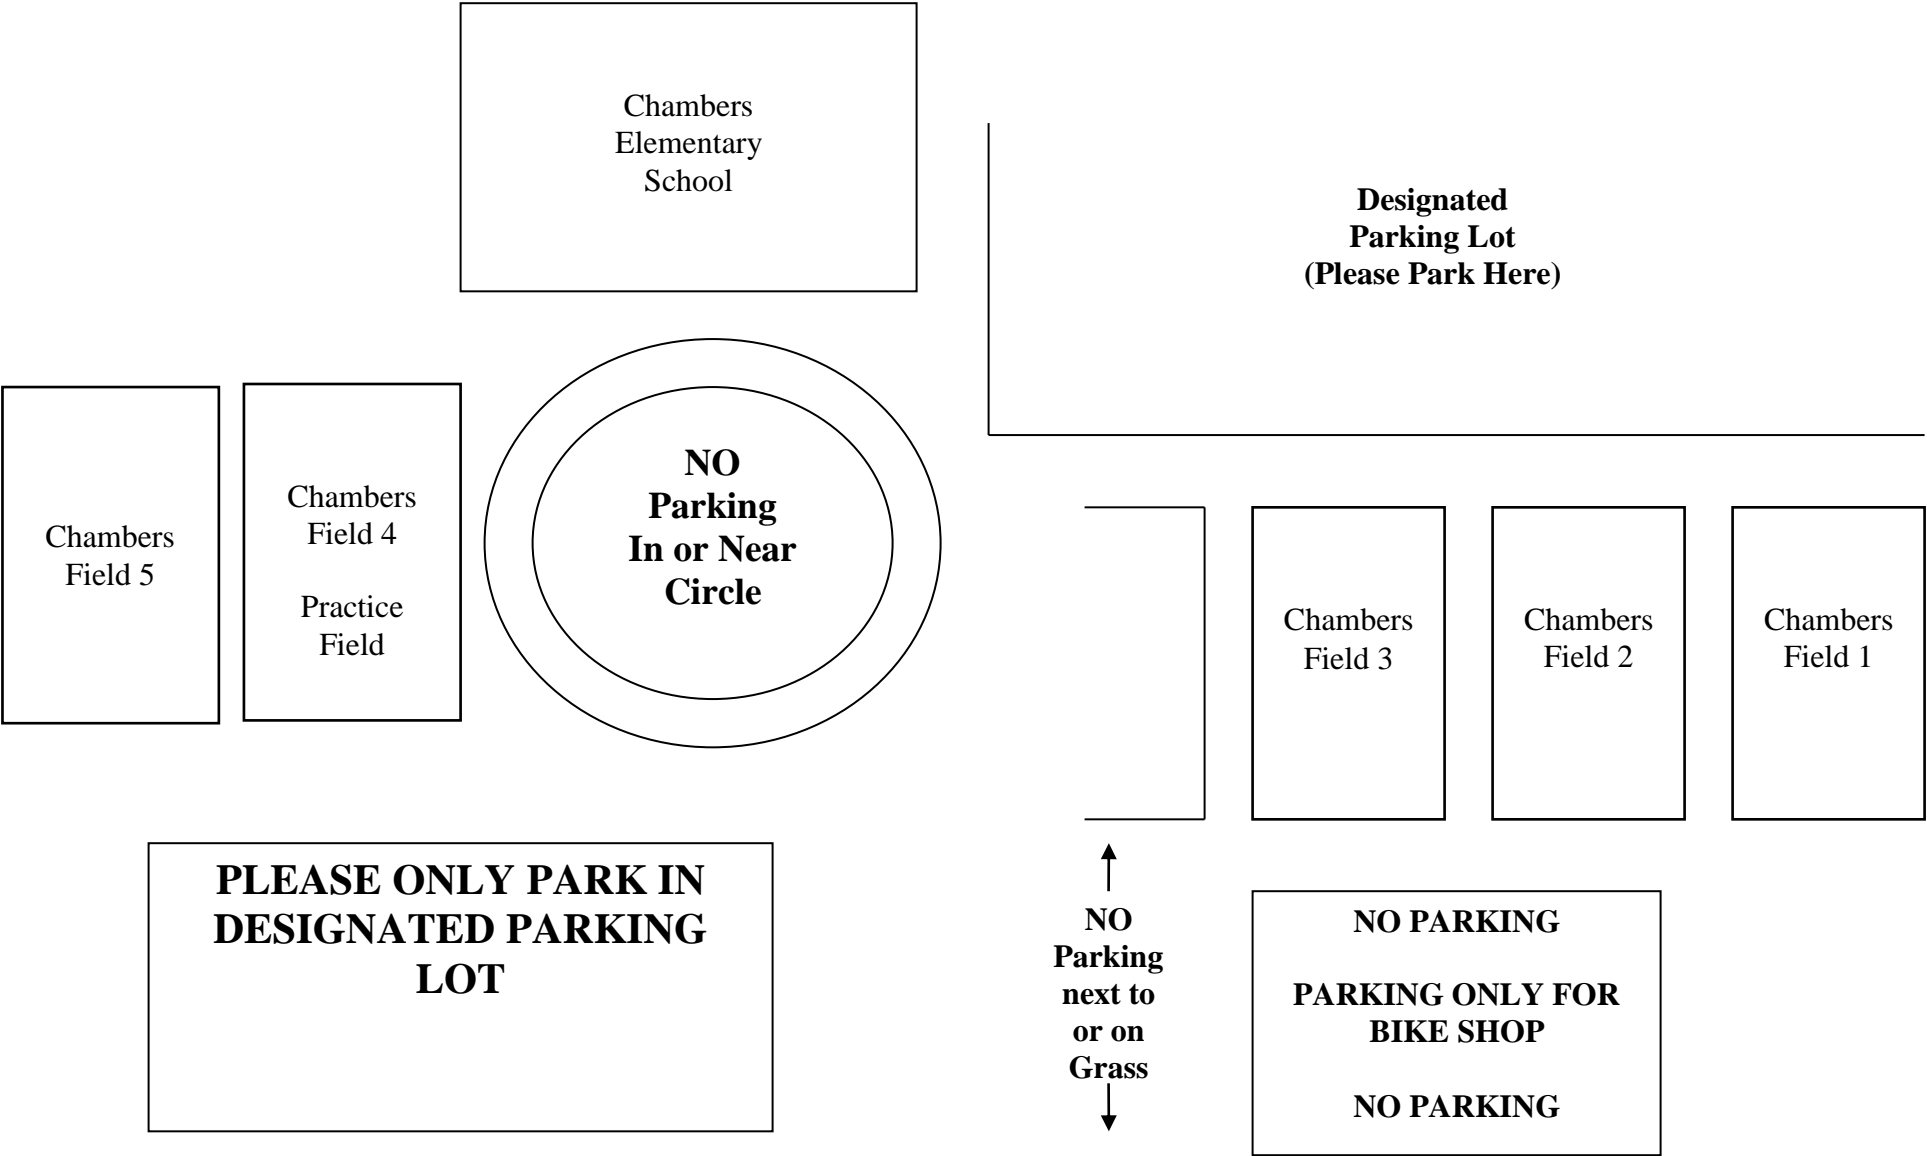 Chambers
Elementary
School
Designated
Parking Lot
(Please Park Here)
Chambers
Field 5
Chambers
Field 4
Practice
Field
NO
Parking
In or Near
Circle
Chambers
Field 3
Chambers
Field 2
Chambers
Field 1
PLEASE ONLY PARK IN
DESIGNATED PARKING
LOT
NO
Parking
next to
or on
Grass
NO PARKING
PARKING ONLY FOR
BIKE SHOP
NO PARKING